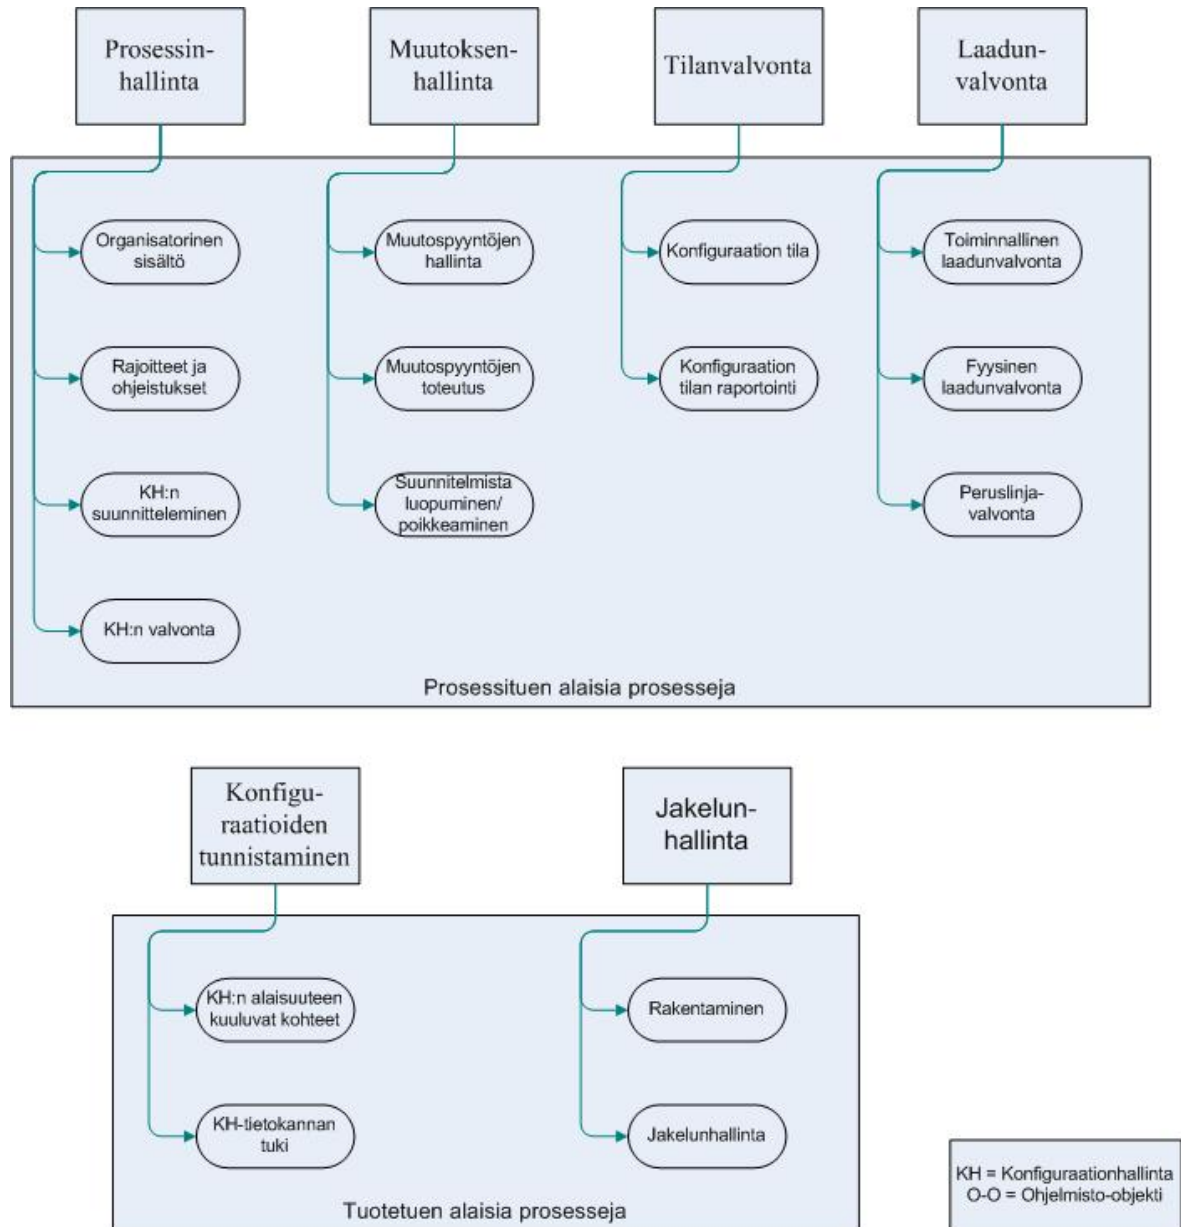 Prosessin-
hallinta
Muutoksen-
hallinta
Tilanvalvonta
Laadun-
valvonta
Organisatorinen
sisältö
Rajoitteet ja
ohjeistukset
KH:n
suunnitteleminen
KH:n valvonta
Muutospyyntöjen
hallinta
Muutospyyntöjen
toteutus
Suunnitelmista
luopuminen/
poikkeaminen
Konfiguraation tila
Konfiguraation
tilan raportointi
Toiminnallinen
laadunvalvonta
Fyysinen
laadunvalvonta
Peruslinja-
valvonta
Prosessituen alaisia prosesseja
Konfigu-
raatioiden
tunnistaminen
Jakelun-
hallinta
KH:n alaisuuteen
kuuluvat kohteet
KH-tietokannan
tuki
Rakentaminen
Jakelunhallinta
Tuotetuen alaisia prosesseja
KH = Konfiguraationhallinta
O-O = Ohjelmisto-objekti